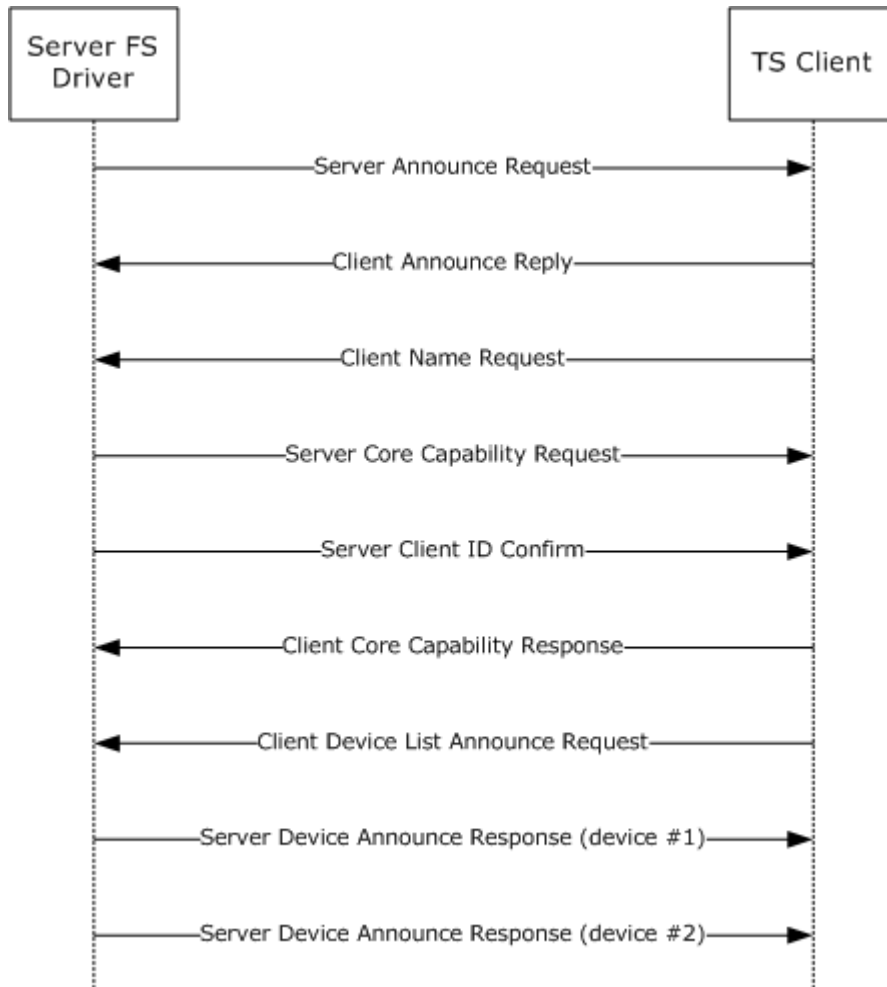 Server FS
Driver
TS Client
Server Announce Request
Client Announce Reply
Client Name Request
Server Core Capability Request
Server Client ID Confirm
Client Core Capability Response
Client Device List Announce Request
Server Device Announce Response (device #1)
Server Device Announce Response (device #2)